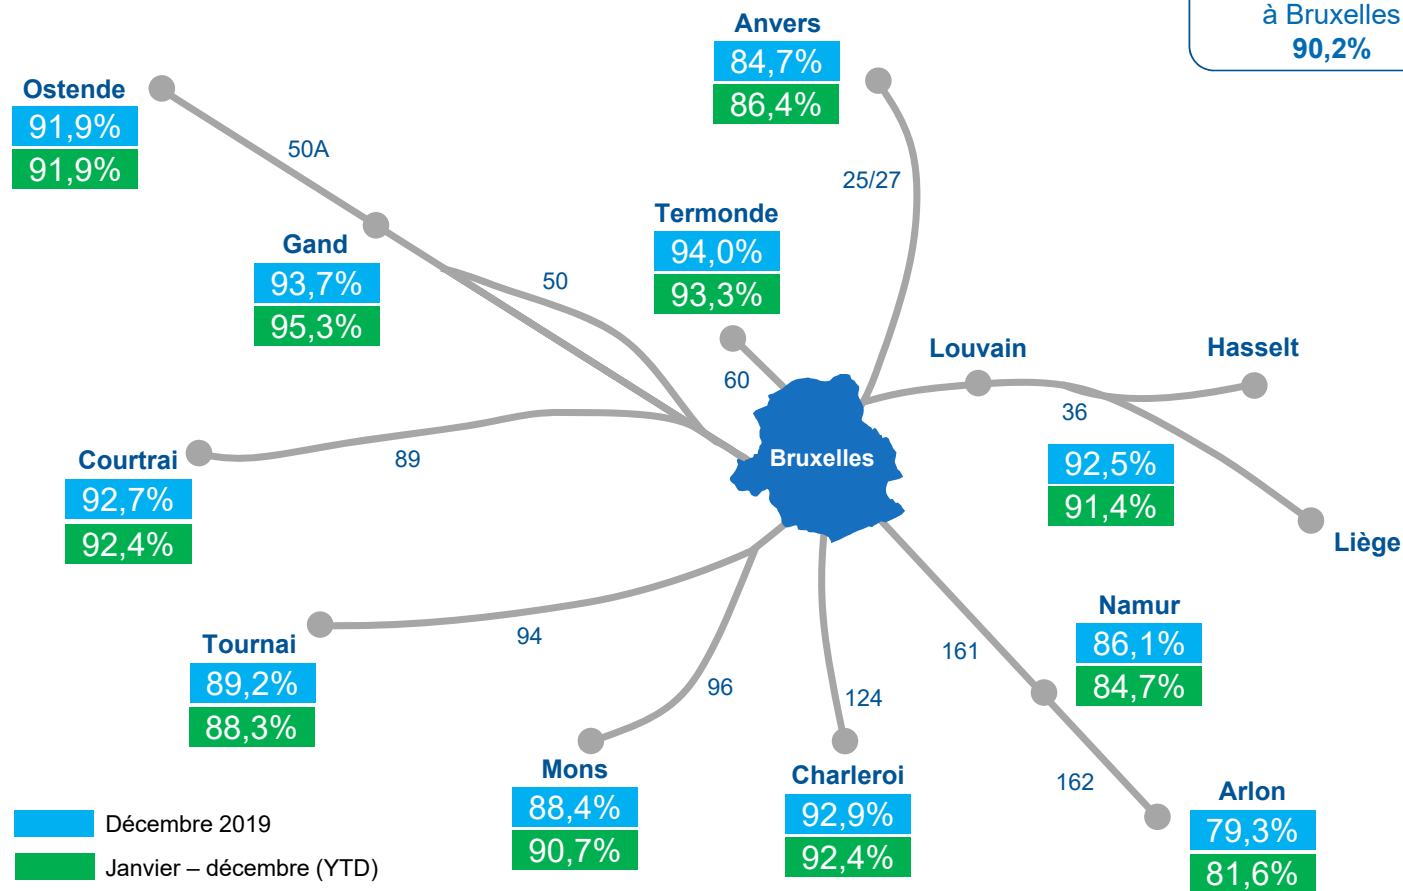 à Bruxelles
90,2%
Anvers
84,7%
86,4%
25/27
Ostende
91,9%
91,9%
50A
Gand
93,7%
95,3%
50
Termonde
94,0%
93,3%
60
Louvain
Hasselt
36
92,5%
91,4%
Liège
Bruxelles
Courtrai
92,7%
92,4%
89
Tournai
89,2%
88,3%
94
Mons
88,4%
90,7%
96
Charleroi
92,9%
92,4%
124
161
Namur
86,1%
84,7%
162
Arlon
79,3%
81,6%
Décembre 2019
Janvier – décembre (YTD)